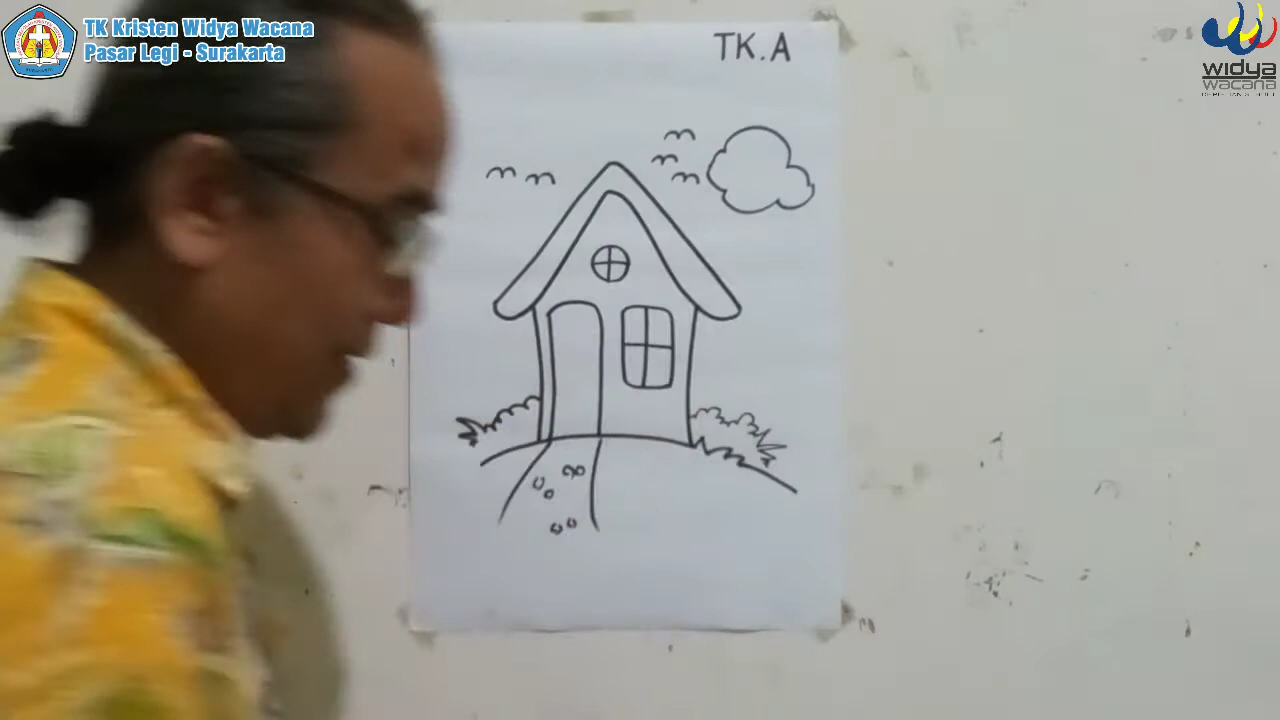 TK Kristen Widya Wacana
Pasar Legi - Surakarta
TK.A
widya
wacana